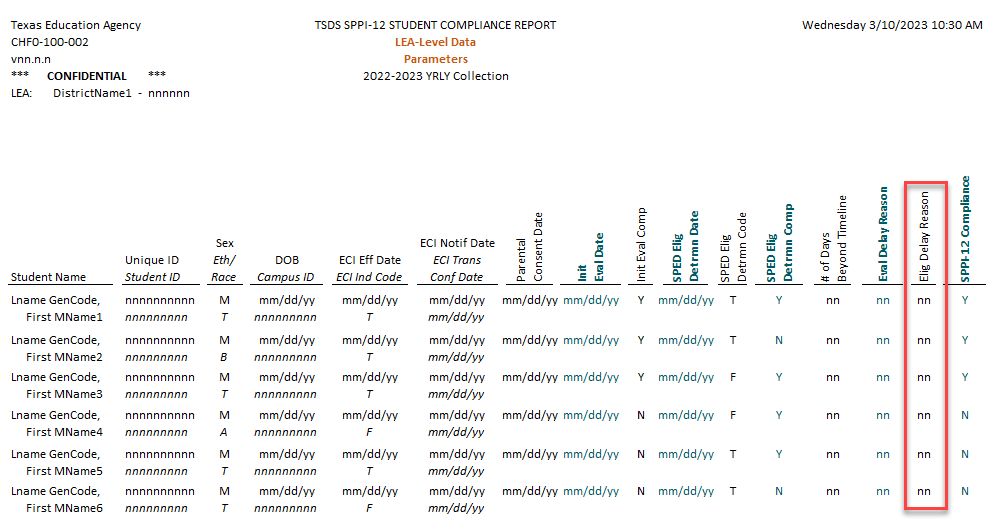 Texas Education Agency TSDS SPPI-12 STUDENT COMPLIANCE REPORT Wednesday 3/10/2023 10:30 AM
CHF0-100-002 LEA-Level Data
vnn.n.n Parameters
*** CONFIDENTIAL *** 2022-2023 YRLY Collection
LEA: DistrictName1 - nnnnnn
Student Name
Unique ID
Student ID
Sex
Eth/
Race
DOB
Campus ID
ECI Eff Date
ECI Ind Code
ECI Notif Date
ECI Trans
Conf Date
Parental
Consent Date
Init
Eval Date
Init Eval Comp
SPED Elig
Detrmn Date
SPED Elig
Detrmn Code
SPED Elig
Detrmn Comp
# of Days
Beyond Timeline
Eval Delay Reason
Elig Delay Reason
SPPI-12 Compliance
Lname GenCode, nnnnnnnnnn M mm/dd/yy mm/dd/yy mm/dd/yy mm/dd/yy mm/dd/yy Y mm/dd/yy T Y nn nn nn Y
First MName1 nnnnnnnnn T nnnnnnnnn T mm/dd/yy
Lname GenCode, nnnnnnnnnn M mm/dd/yy mm/dd/yy mm/dd/yy mm/dd/yy mm/dd/yy Y mm/dd/yy T N nn nn nn Y
First MName2 nnnnnnnnn B nnnnnnnnn T mm/dd/yy
Lname GenCode, nnnnnnnnnn M mm/dd/yy mm/dd/yy mm/dd/yy mm/dd/yy mm/dd/yy Y mm/dd/yy F Y nn nn nn Y
First MName3 nnnnnnnnn T nnnnnnnnn T mm/dd/yy
Lname GenCode, nnnnnnnnnn M mm/dd/yy mm/dd/yy mm/dd/yy mm/dd/yy mm/dd/yy N mm/dd/yy F Y nn nn nn N
First MName4 nnnnnnnnn A nnnnnnnnn F mm/dd/yy
Lname GenCode, nnnnnnnnnn M mm/dd/yy mm/dd/yy mm/dd/yy mm/dd/yy mm/dd/yy N mm/dd/yy T Y nn nn nn N
First MName5 nnnnnnnnn T nnnnnnnnn T mm/dd/yy
Lname GenCode, nnnnnnnnnn M mm/dd/yy mm/dd/yy mm/dd/yy mm/dd/yy mm/dd/yy N mm/dd/yy T N nn nn nn N
First MName6 nnnnnnnnn T nnnnnnnnn F mm/dd/yy